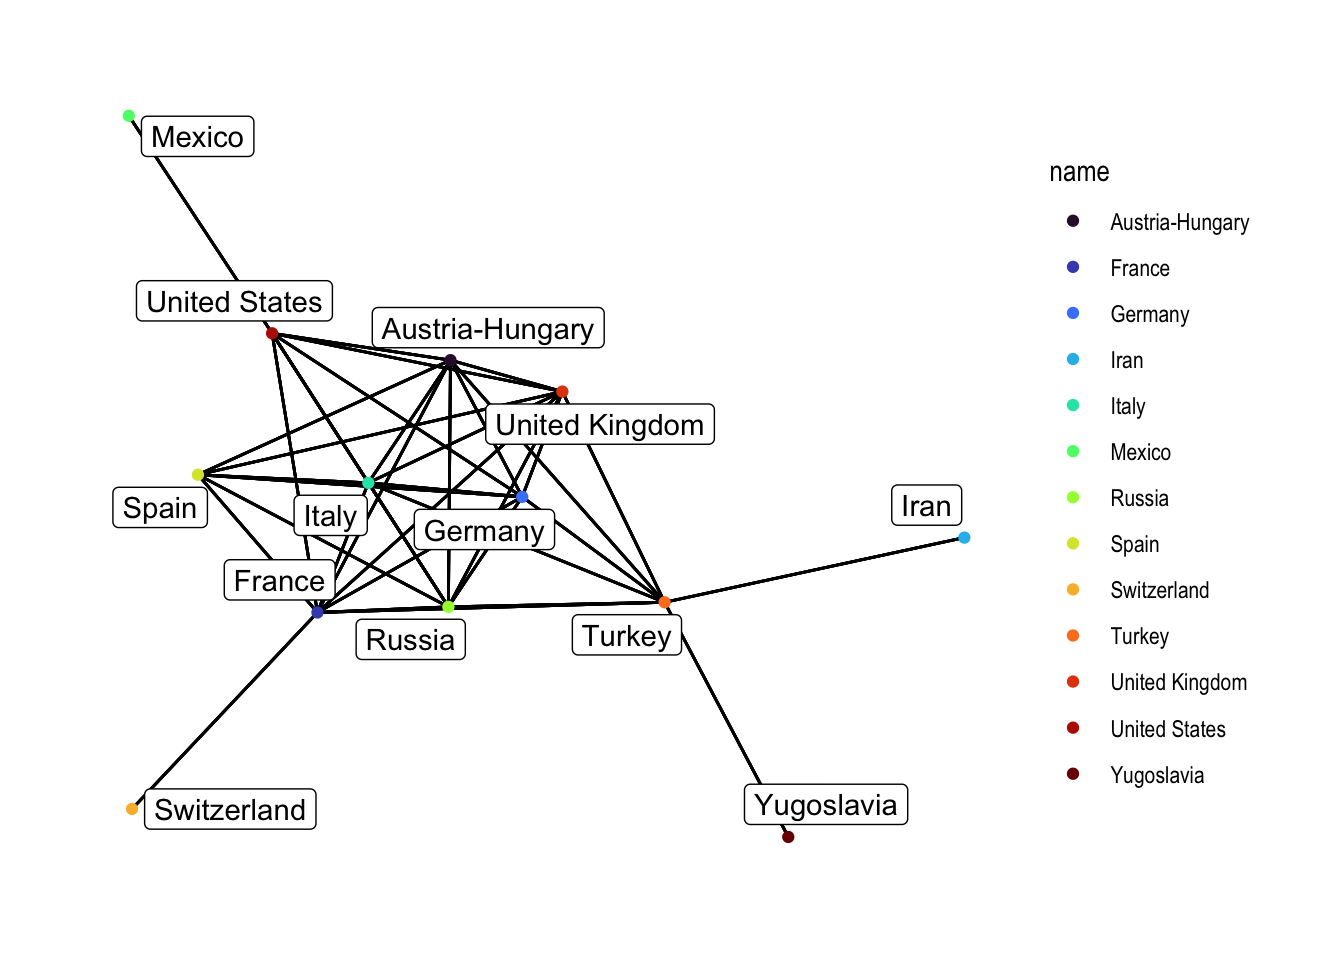 Mexico
United States
Austria-Hungary
United Kingdom
Spain
Italy
Germany
Iran
France
Russia
Turkey
Switzerland
Yugoslavia
name
Austria-Hungary
France
Germany
Iran
Italy
Mexico
Russia
Spain
Switzerland
Turkey
United Kingdom
United States
Yugoslavia